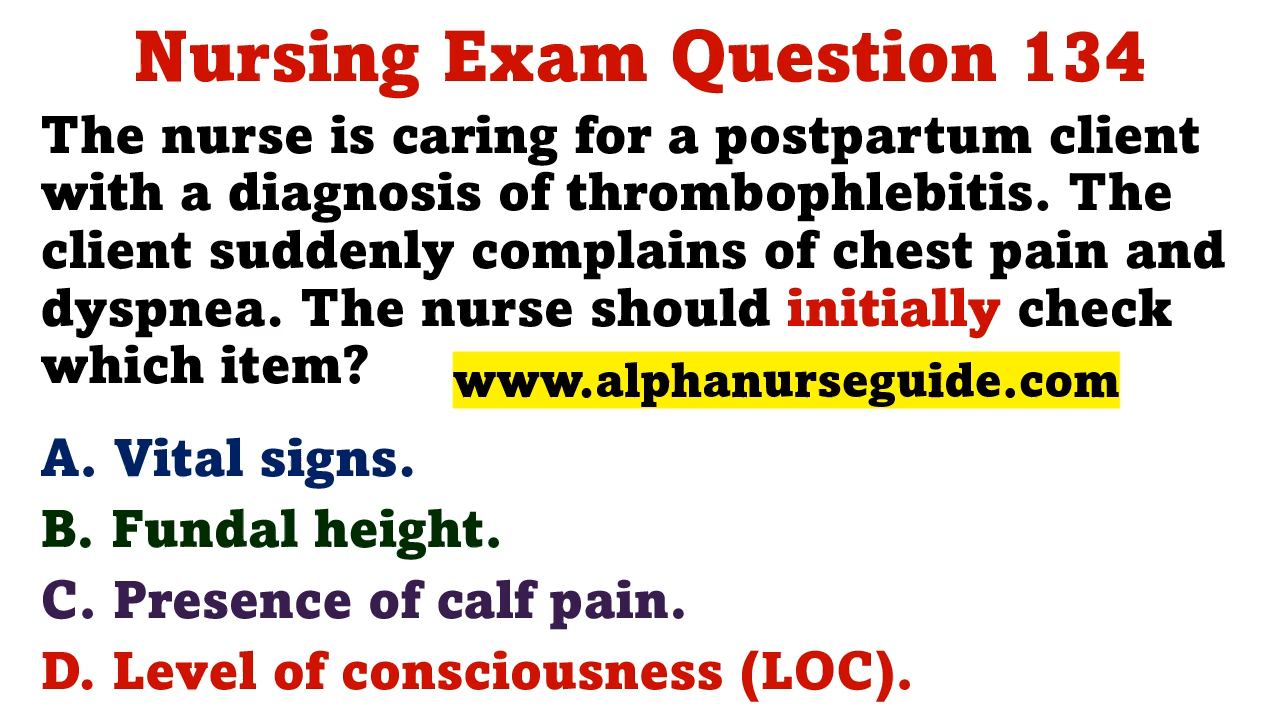 Nursing Exam Question 134
The nurse is caring for a postpartum client
with a diagnosis of thrombophlebitis. The
client suddenly complains of chest pain and
dyspnea. The nurse should initially check
which item?
www.alphanurseguide.com
A. Vital signs.
B. Fundal height.
C. Presence of calf pain.
D. Level of consciousness (LOC).